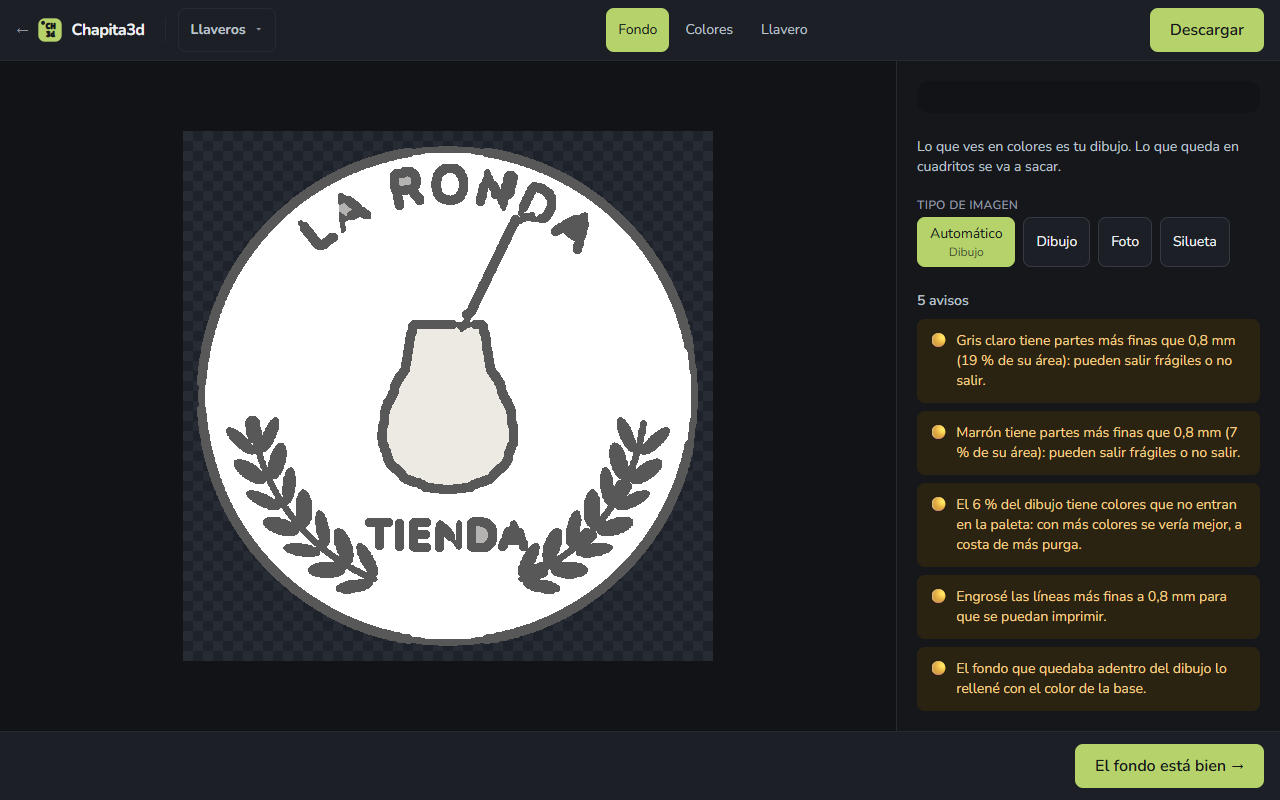 ← CH 3d Chapita3d
Llaveros
Fondo
Colores
Llavero
Descargar
LA RONDA
TIENDA
Lo que ves en colores es tu dibujo. Lo que queda en
cuadritos se va a sacar.
TIPO DE IMAGEN
Automático
Dibujo
Dibujo
Foto
Silueta
5 avisos
Gris claro tiene partes más finas que 0,8 mm
(19 % de su área): pueden salir frágiles o no
salir.
Marrón tiene partes más finas que 0,8 mm (7
% de su área): pueden salir frágiles o no salir.
El 6 % del dibujo tiene colores que no entran
en la paleta: con más colores se vería mejor, a
costa de más purga.
Engrosé las líneas más finas a 0,8 mm para
que se puedan imprimir.
El fondo que quedaba adentro del dibujo lo
rellené con el color de la base.
El fondo está bien →